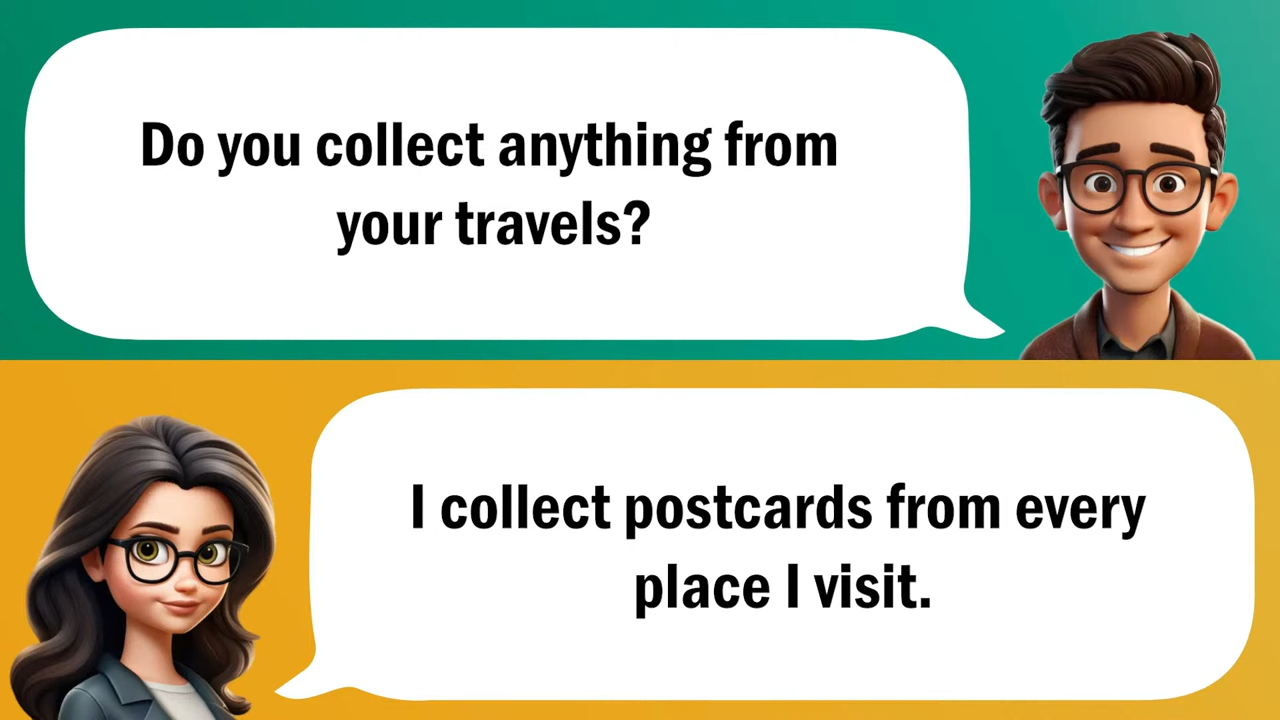 Do you collect anything from
your travels?
I collect postcards from every
place I visit.